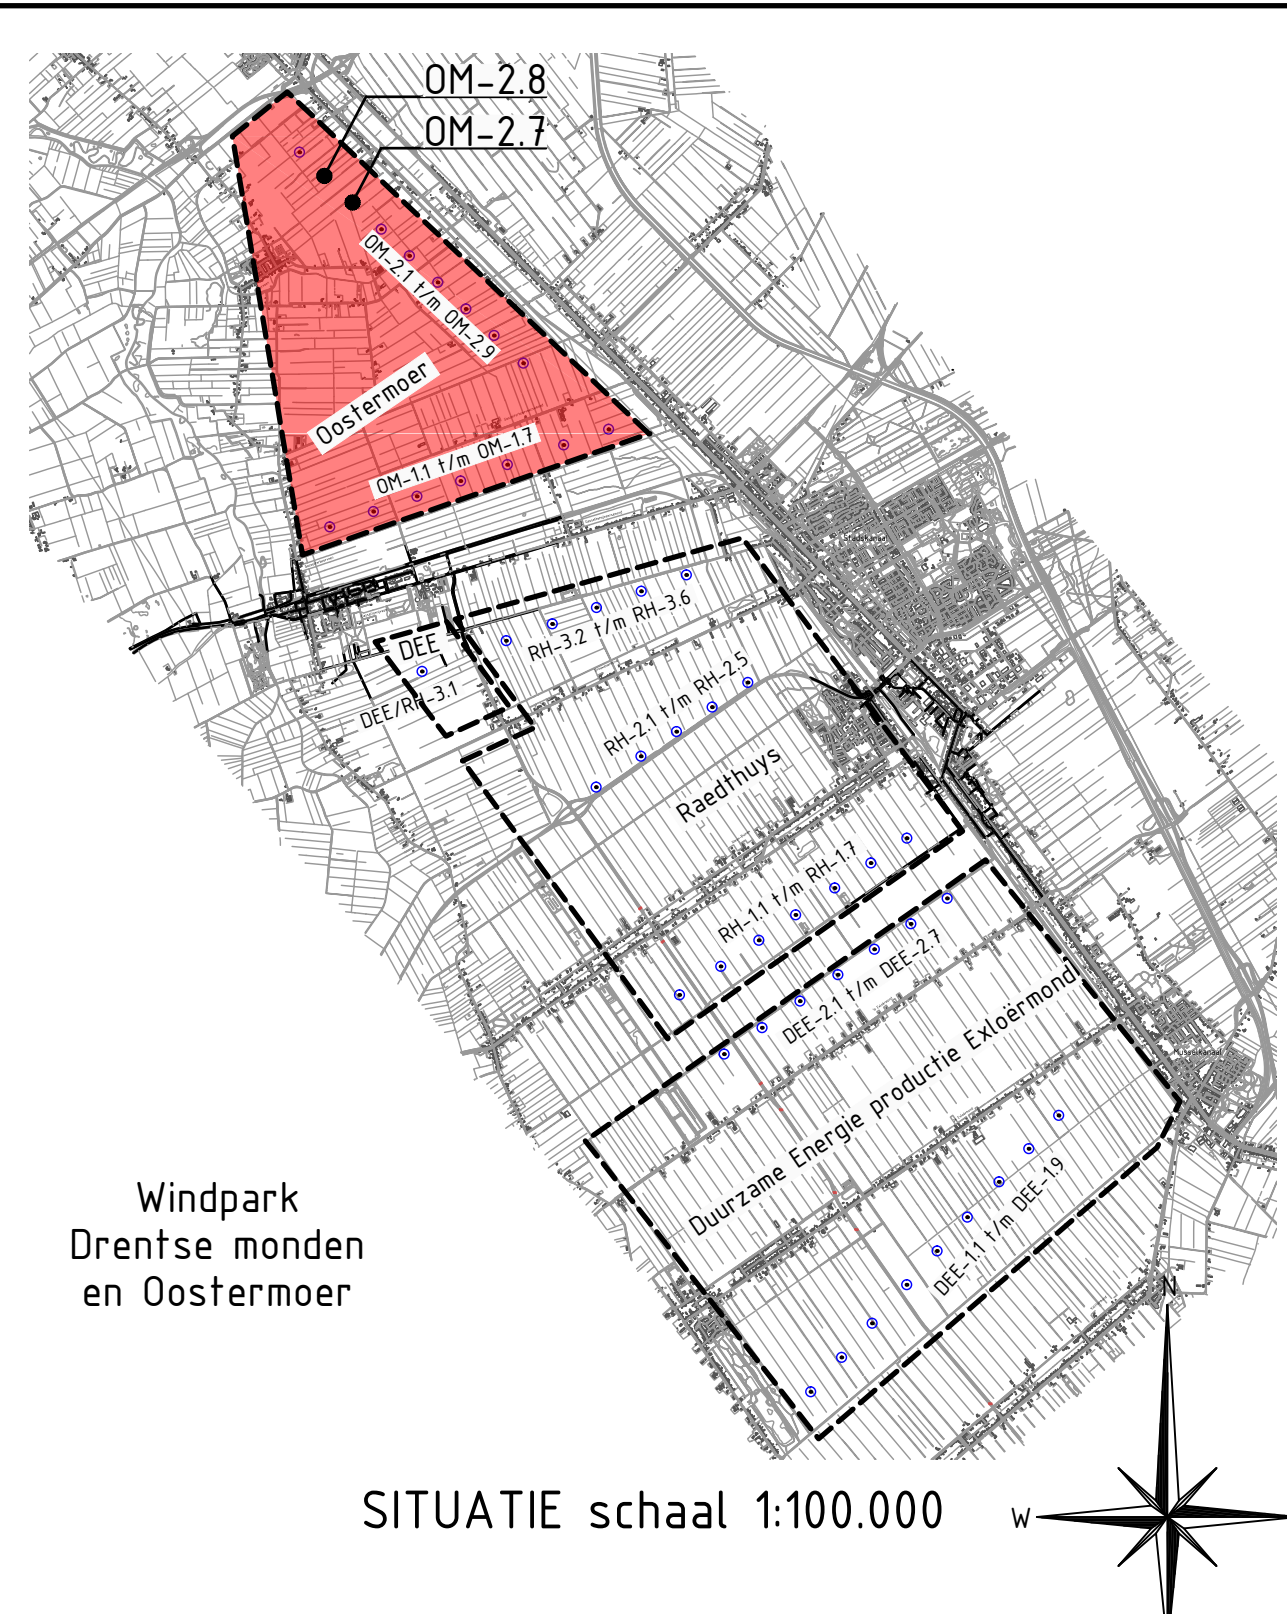 OM-2.8
OM-2.7
OM-2.1 t/m OM-2.9
Oostermoer
OM-1.1 t/m OM-1.7
Stadskanaal
DEE
RH-3.2 t/m RH-3.6
DEE/RH-3.1
RH-2.1 t/m RH-2.5
Raedthuys
RH-1.1 t/m RH-1.7
DEE-2.1 t/m DEE-2.7
Duurzame Energie productie Exloërmond
Musselkanaal
DEE-1.1 t/m DEE-1.9
Windpark
Drentse monden
en Oostermoer
N
SITUATIE schaal 1:100.000
W